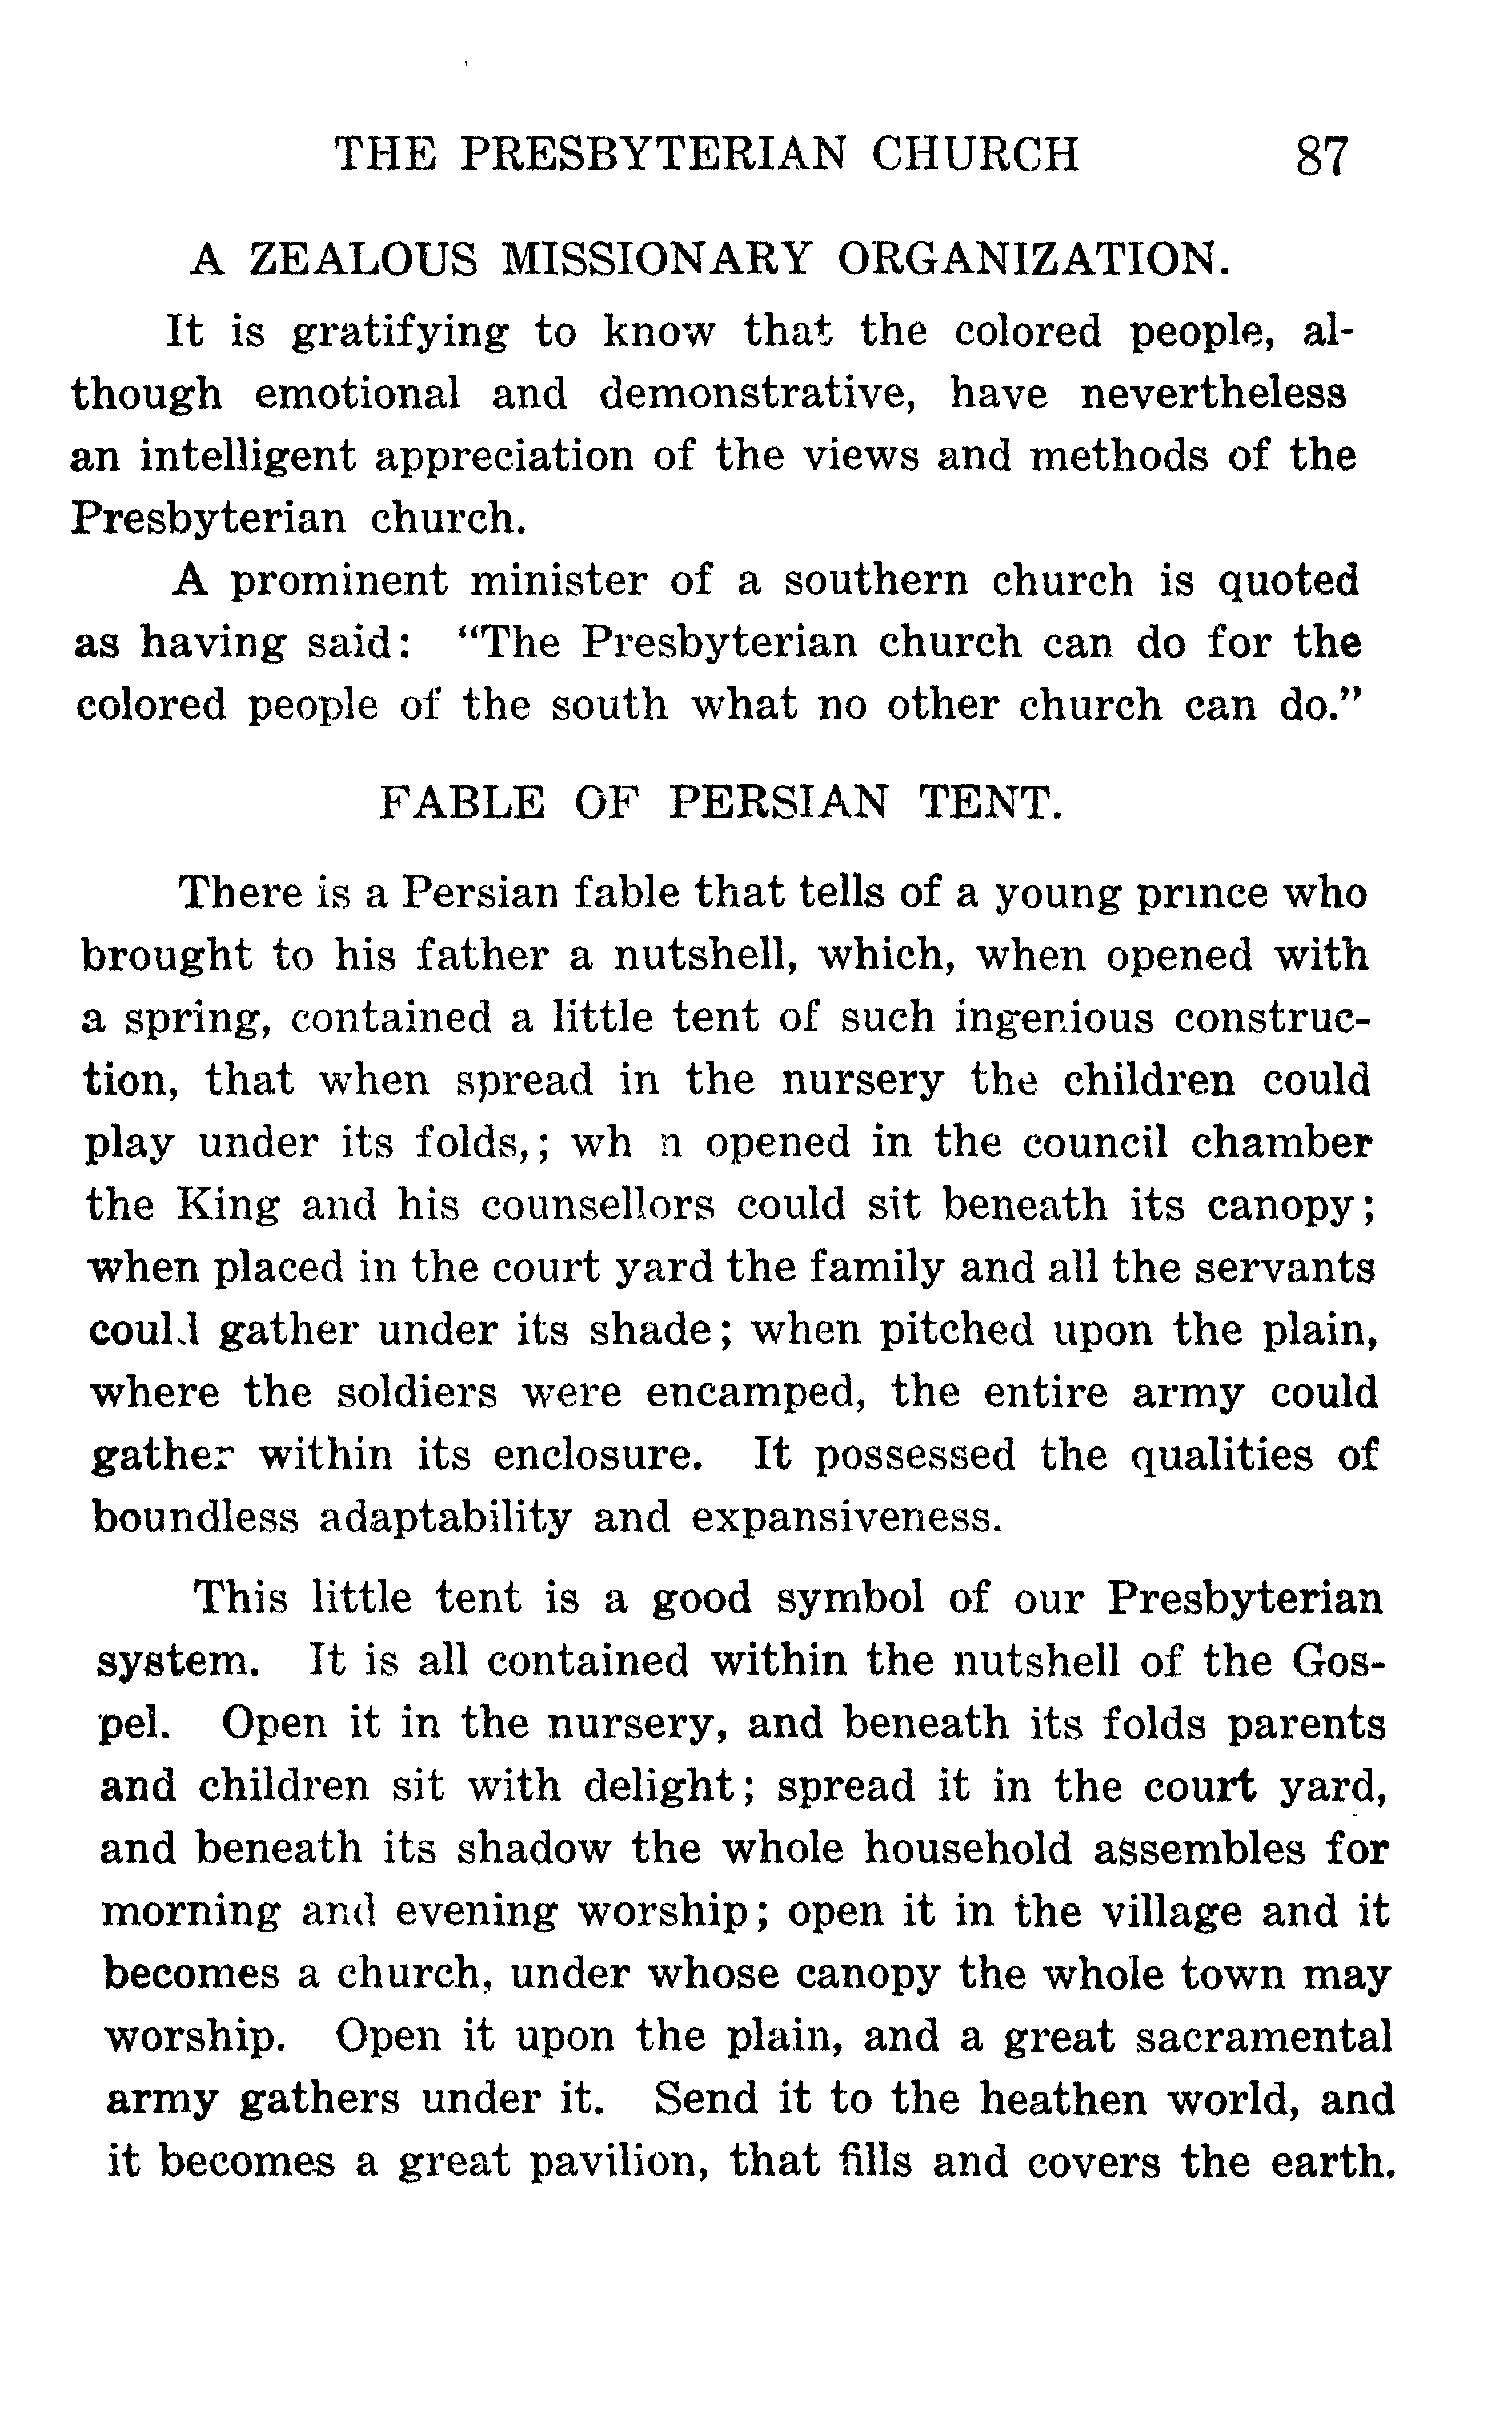 THE PRESBYTERIAN CHURCH 87
A ZEALOUS MISSIONARY ORGANIZATION.
It is gratifying to know that the colored people, al-
though emotional and demonstrative, have nevertheless
an intelligent appreciation of the views and methods of the
Presbyterian church.
A prominent minister of a southern church is quoted
as having said: "The Presbyterian church can do for the
colored people of the south what no other church can do."
FABLE OF PERSIAN TENT.
There is a Persian fable that tells of a young prince who
brought to his father a nutshell, which, when opened with
a spring, contained a little tent of such ingenious construc-
tion, that when spread in the nursery the children could
play under its folds,; wh n opened in the council chamber
the King and his counsellors could sit beneath its canopy;
when placed in the court yard the family and all the servants
could gather under its shade; when pitched upon the plain,
where the soldiers were encamped, the entire army could
gather within its enclosure. It possessed the qualities of
boundless adaptability and expansiveness.
This little tent is a good symbol of our Presbyterian
system. It is all contained within the nutshell of the Gos-
pel. Open it in the nursery, and beneath its folds parents
and children sit with delight; spread it in the court yard,
and beneath its shadow the whole household assembles for
morning and evening worship; open it in the village and it
becomes a church, under whose canopy the whole town may
worship. Open it upon the plain, and a great sacramental
army gathers under it. Send it to the heathen world, and
it becomes a great pavilion, that fills and covers the earth.